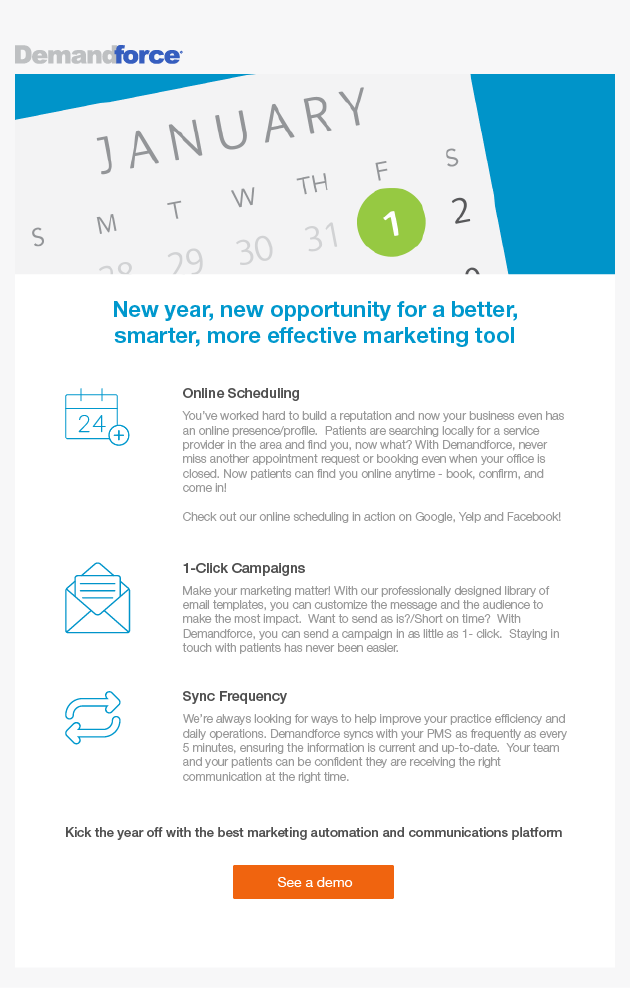 Demandforce
JANUARY
S M T W TH F S
28 29 30 31 1 2
New year, new opportunity for a better,
smarter, more effective marketing tool
24
Online Scheduling
You've worked hard to build a reputation and now your business even has
an online presence/profile.  Patients are searching locally for a service
provider in the area and find you, now what? With Demandforce, never
miss another appointment request or booking even when your office is
closed. Now patients can find you online anytime - book, confirm, and
come in!
Check out our online scheduling in action on Google, Yelp and Facebook!
1-Click Campaigns
Make your marketing matter! With our professionally designed library of
email templates, you can customize the message and the audience to
make the most impact.  Want to send as is?/Short on time?  With
Demandforce, you can send a campaign in as little as 1- click.  Staying in
touch with patients has never been easier.
Sync Frequency
We're always looking for ways to help improve your practice efficiency and
daily operations. Demandforce syncs with your PMS as frequently as every
5 minutes, ensuring the information is current and up-to-date.  Your team
and your patients can be confident they are receiving the right
communication at the right time.
Kick the year off with the best marketing automation and communications platform
See a demo